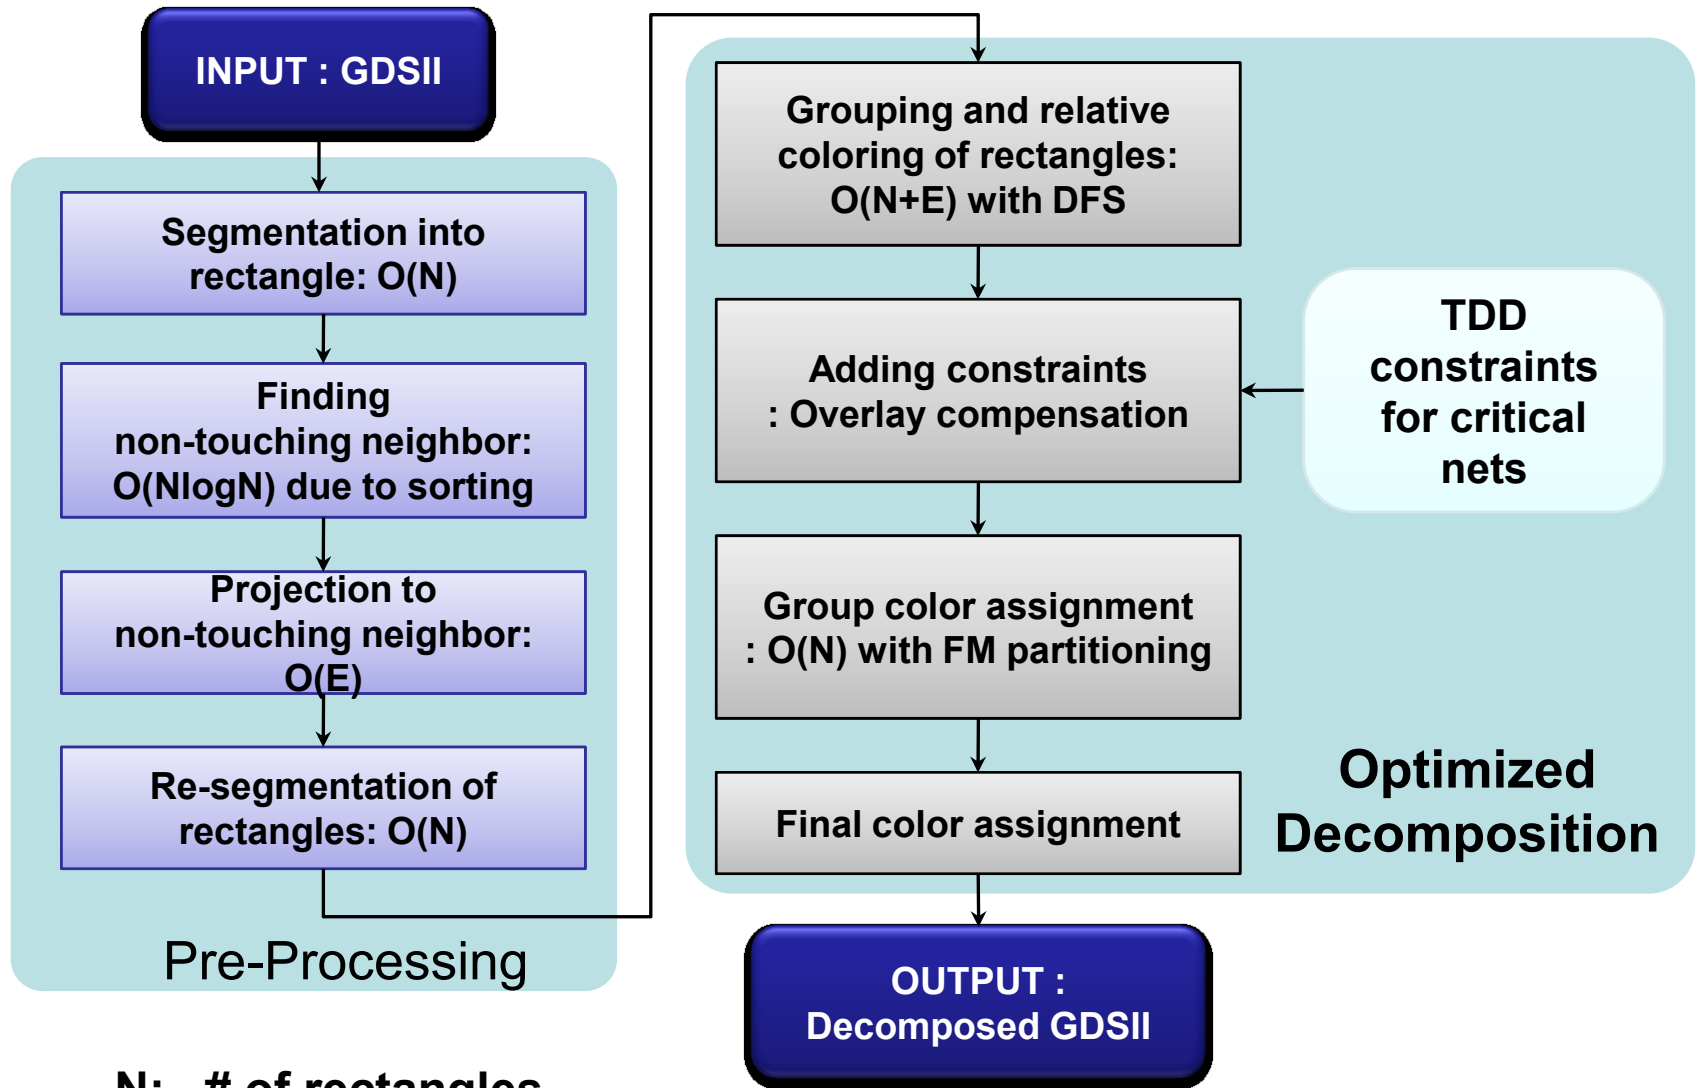 INPUT : GDSII
Segmentation into
rectangle: O(N)
Finding
non-touching neighbor:
O(NlogN) due to sorting
Projection to
non-touching neighbor:
O(E)
Re-segmentation of
rectangles: O(N)
Pre-Processing
N: # of rectangles
Grouping and relative
coloring of rectangles:
O(N+E) with DFS
Adding constraints
: Overlay compensation
TDD
constraints
for critical
nets
Group color assignment
: O(N) with FM partitioning
Final color assignment
Optimized
Decomposition
OUTPUT :
Decomposed GDSII